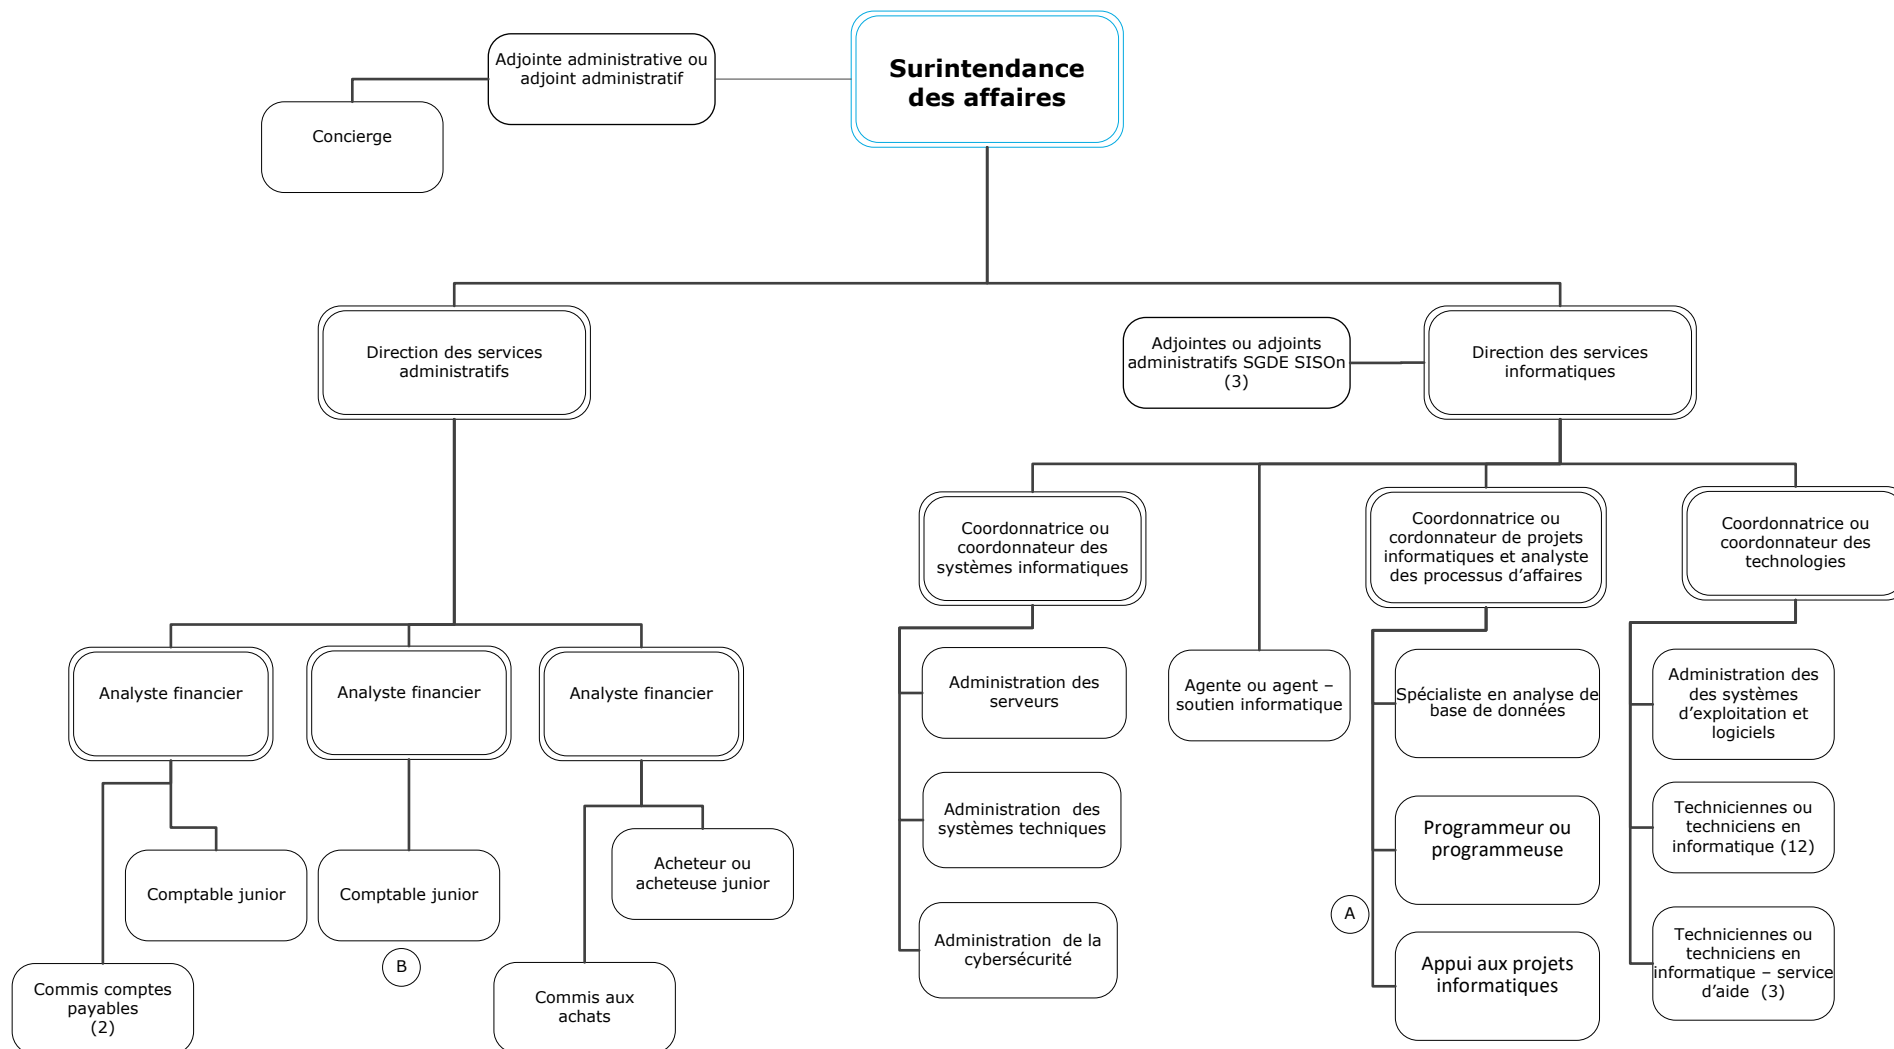 Adjointe administrative ou
adjoint administratif
Surintendance
des affaires
Concierge
Direction des services
administratifs
Adjointes ou adjoints
administratifs SGDE SISOn
(3)
Direction des services
informatiques
Coordonnatrice ou
coordonnateur des
systèmes informatiques
Coordonnatrice ou
cordonnateur de projets
informatiques et analyste
des processus d’affaires
Coordonnatrice ou
coordonnateur des
technologies
Analyste financier
Analyste financier
Analyste financier
Administration des
serveurs
Agente ou agent –
soutien informatique
Spécialiste en analyse de
base de données
Administration des
des systèmes
d’exploitation et
logiciels
Administration  des
systèmes techniques
Programmeur ou
programmeuse
Techniciennes ou
techniciens en
informatique (12)
Comptable junior
Comptable junior
Acheteur ou
acheteuse junior
A
Administration  de la
cybersécurité
Appui aux projets
informatiques
Techniciennes ou
techniciens en
informatique – service
d’aide  (3)
B
Commis comptes
payables
(2)
Commis aux
achats